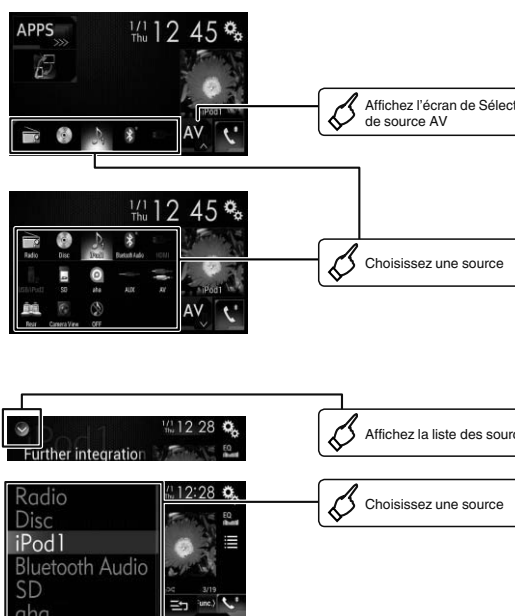 APPS
1/1
Thu
12 45
iPod1
AV
Affichez l'écran de Sélect
de source AV
1/1
Thu
12 45
Radio
Disc
iPod1
Bluetooth Audio
HDMI
SD
aha
AUX
AV
iPod1
Rear
Camera View
OFF
AV
Choisissez une source
1/1
Thu
12 28
Further integration
EQ
Affichez la liste des sourc
Radio
Disc
iPod1
Bluetooth Audio
SD
aha
12:28
EQ
3/19
Choisissez une source